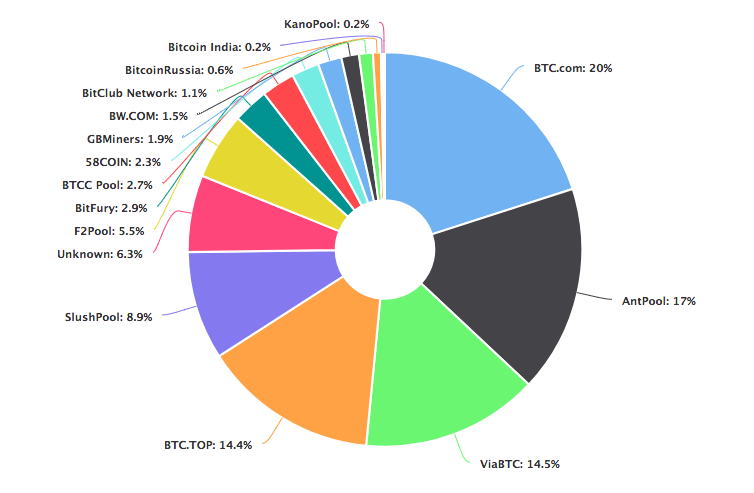 KanoPool: 0.2%
Bitcoin India: 0.2%
BitcoinRussia: 0.6%
BitClub Network: 1.1%
BW.COM: 1.5%
GBMiners: 1.9%
58COIN: 2.3%
BTCC Pool: 2.7%
BitFury: 2.9%
F2Pool: 5.5%
Unknown: 6.3%
SlushPool: 8.9%
BTC.TOP: 14.4%
ViaBTC: 14.5%
AntPool: 17%
BTC.com: 20%